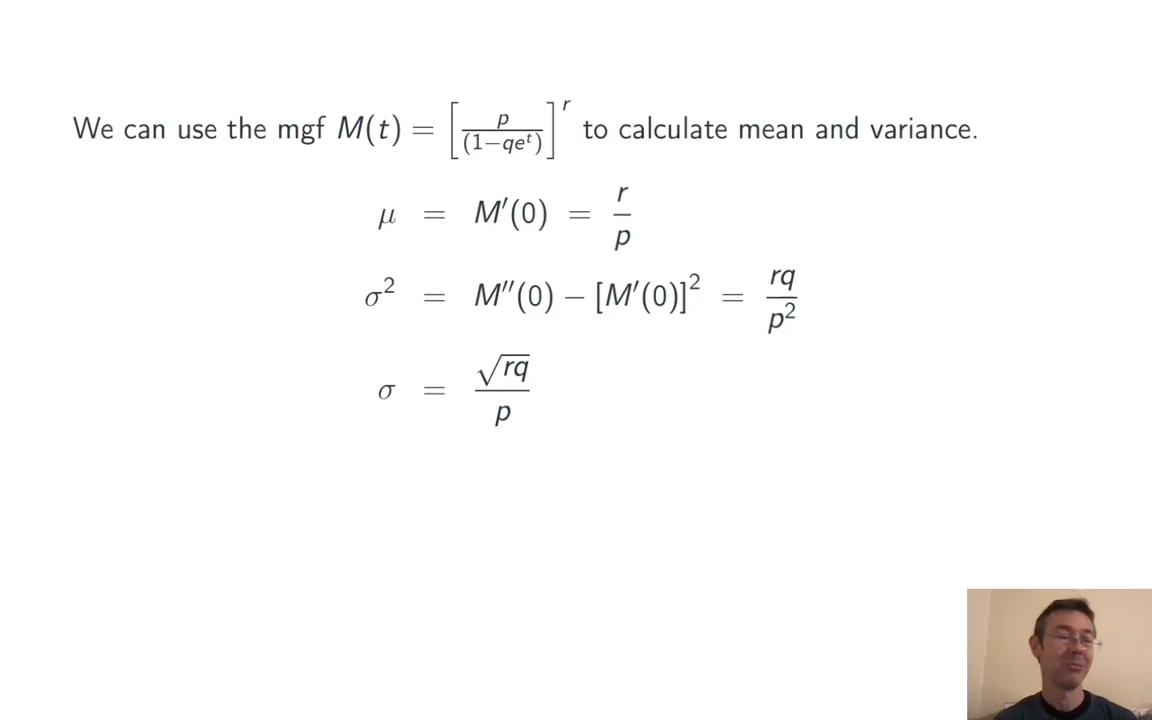 We can use the mgf M(t) = [p/(1−qeᵗ)]ʳ to calculate mean and variance.
μ = M′(0) = r/p
σ² = M′′(0) − [M′(0)]² = rq/p²
σ = √rq/p